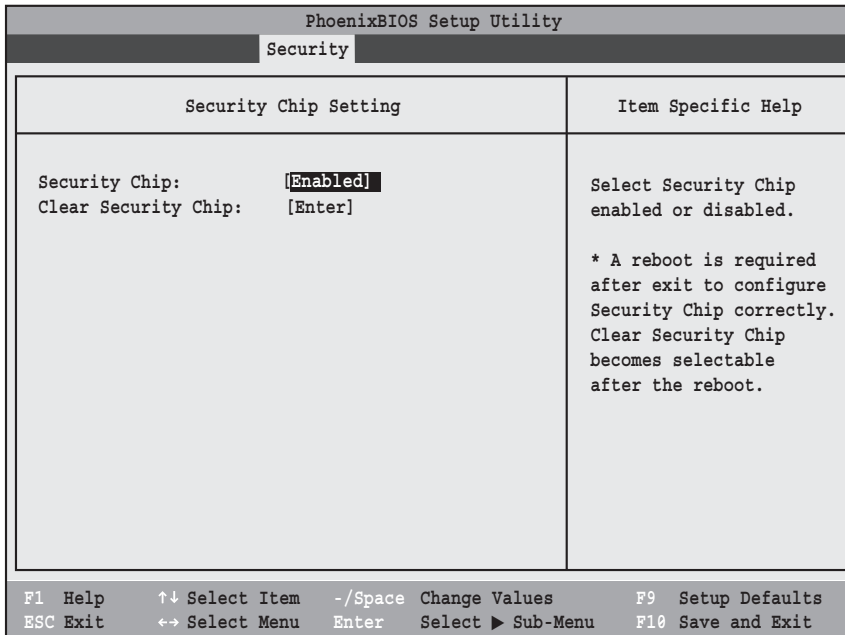 PhoenixBIOS Setup Utility
Security
Security Chip Setting
Item Specific Help
Security Chip: [Enabled]
Clear Security Chip: [Enter]
Select Security Chip
enabled or disabled.
* A reboot is required
after exit to configure
Security Chip correctly.
Clear Security Chip
becomes selectable
after the reboot.
F1 Help ↑↓ Select Item -/Space Change Values F9 Setup Defaults
ESC Exit ←→ Select Menu Enter Select ▶ Sub-Menu F10 Save and Exit